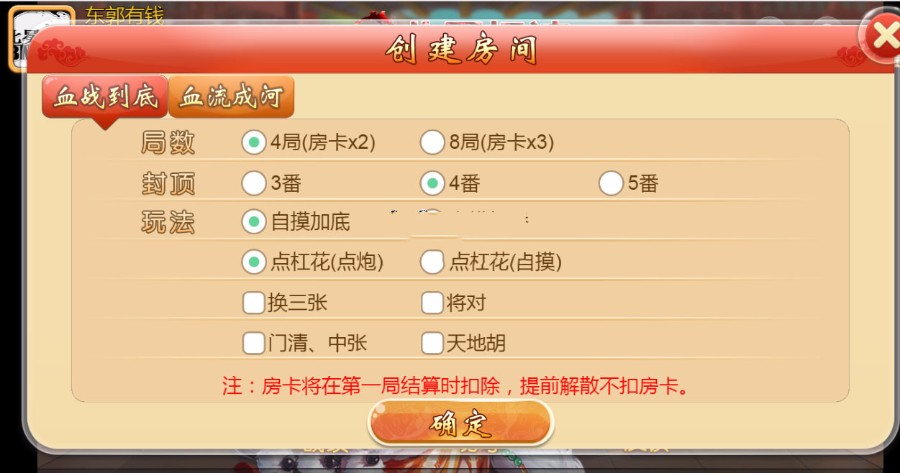 东郭有钱
创建房间
血战到底 血流成河
局数 4局(房卡x2) 8局(房卡x3)
封顶 3番 4番 5番
玩法 自摸加底
点杠花(点炮) 点杠花(自摸)
换三张 将对
门清、中张 天地胡
注：房卡将在第一局结算时扣除，提前解散不扣房卡。
确定